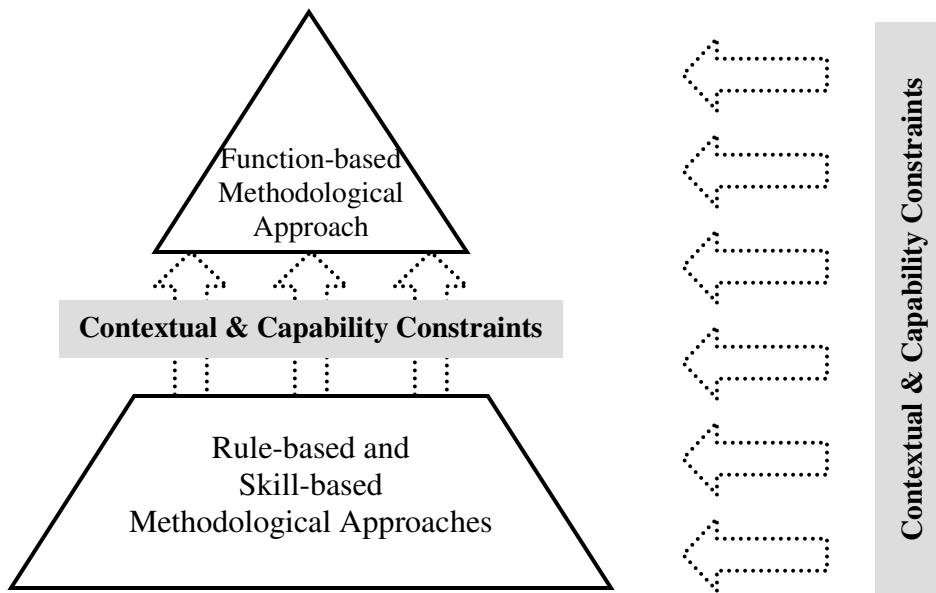 Function-based
Methodological
Approach
Contextual & Capability Constraints
Rule-based and
Skill-based
Methodological Approaches
Contextual & Capability Constraints